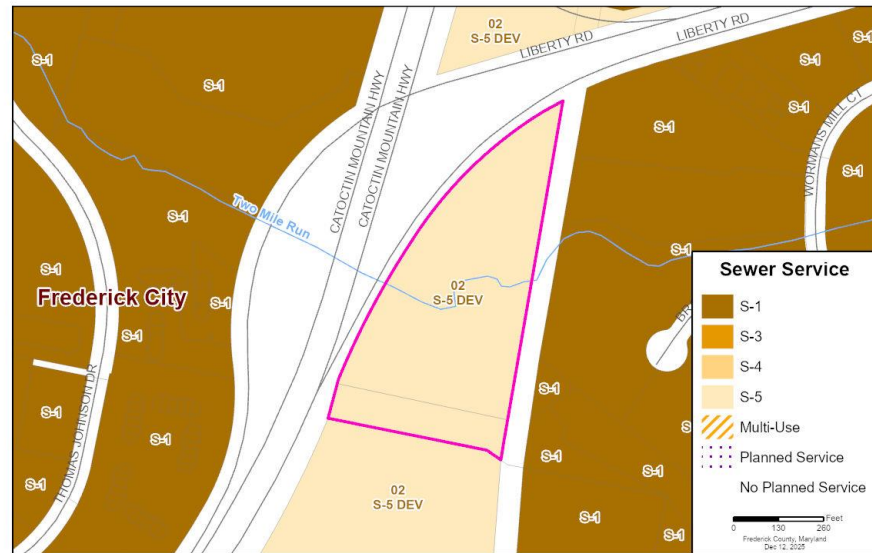 02
S-5 DEV
LIBERTY RD
LIBERTY RD
S-1
S-1
S-1
S-1
S-1
S-1
CATOCTIN MOUNTAIN HWY
CATOCTIN MOUNTAIN HWY
WORMANS MILL CT
S-1
S-1
Two Mile Run
S-1
S-1
S-1
S-1
Frederick City
S-1
S-1
02
S-5 DEV
S-1
S-1
S-1
S-1
THOMAS JOHNSON DR
S-1
S-1
S-1
02
S-5 DEV
S-1
Sewer Service
S-1
S-3
S-4
S-5
Multi-Use
Planned Service
No Planned Service
Feet
0 130 260
Frederick County, Maryland
Dec 12, 2025